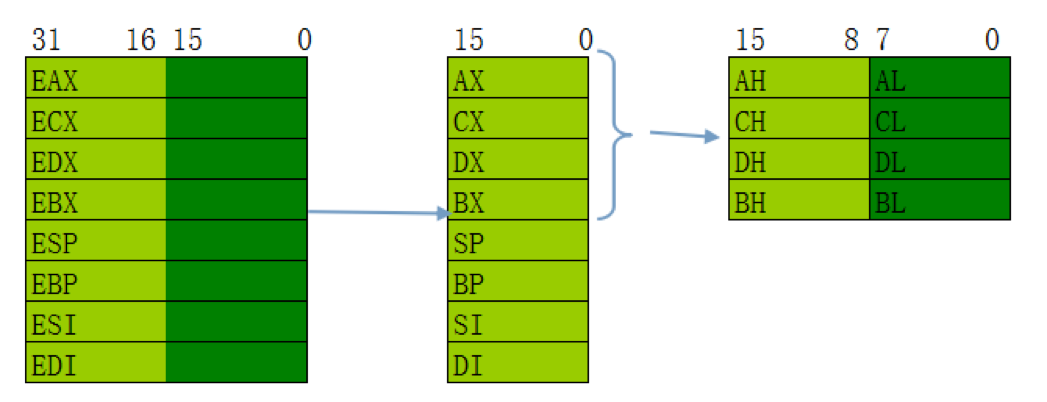 31 16 15 0 15 0 15 8 7 0
EAX AX AH AL
ECX CX CH CL
EDX DX DH DL
EBX BX BH BL
ESP SP
EBP BP
ESI SI
EDI DI